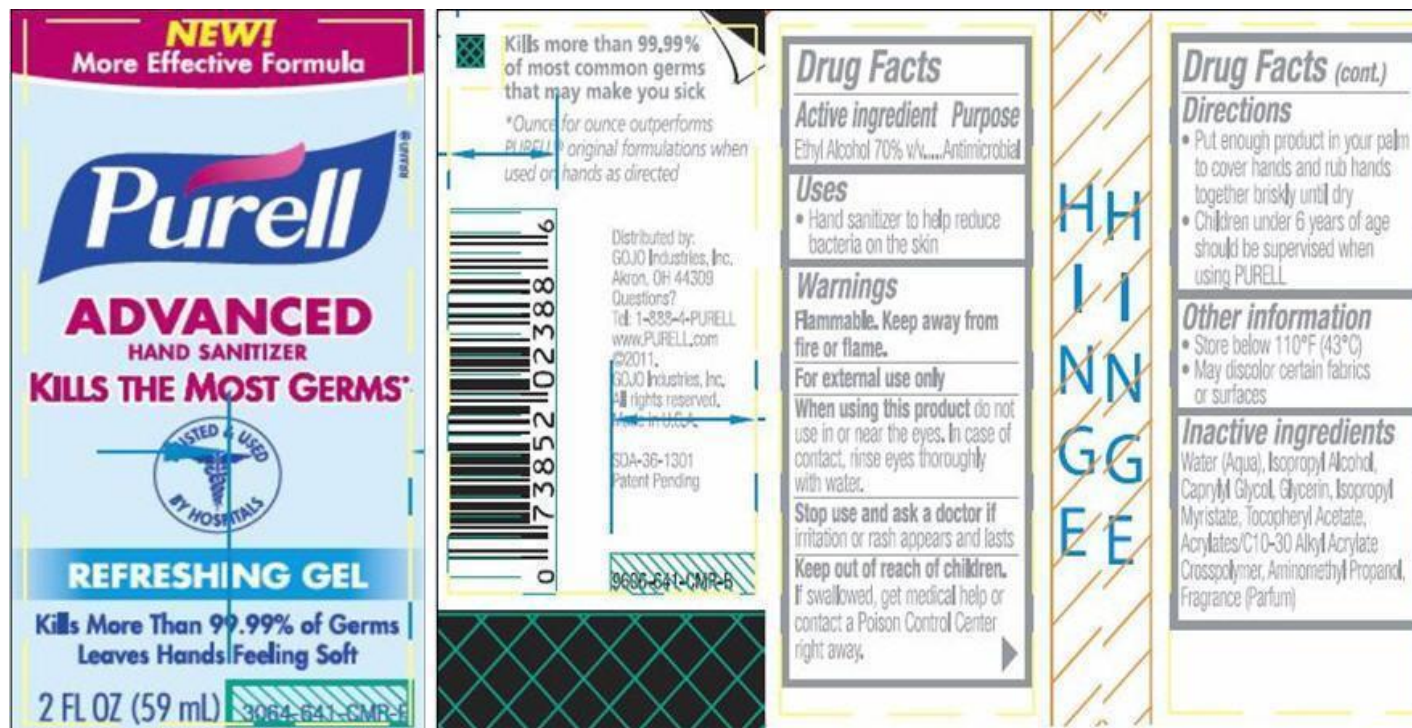 NEW!
More Effective Formula
Purell
ADVANCED
HAND SANITIZER
KILLS THE MOST GERMS*
TRUSTED & USED
BY HOSPITALS
REFRESHING GEL
Kills More Than 99.99% of Germs
Leaves Hands Feeling Soft
2 FL OZ (59 mL)
3064-641-CMR-F
Kills more than 99.99%
of most common germs
that may make you sick
*Ounce for ounce outperforms
PURELL® original formulations when
used on hands as directed
0 73852 02388 6
Distributed by:
GOJO Industries, Inc.
Akron, OH 44309
Questions?
Tel: 1-888-4-PURELL
www.PURELL.com
©2011.
GOJO Industries, Inc.
All rights reserved.
Made in U.S.A.
SDA-36-1301
Patent Pending
9606-641-CMR-B
Drug Facts
Active ingredient Purpose
Ethyl Alcohol 70% v/v.....Antimicrobial
Uses
• Hand sanitizer to help reduce
bacteria on the skin
Warnings
Flammable. Keep away from
fire or flame.
For external use only
When using this product do not
use in or near the eyes. In case of
contact, rinse eyes thoroughly
with water.
Stop use and ask a doctor if
irritation or rash appears and lasts
Keep out of reach of children.
If swallowed, get medical help or
contact a Poison Control Center
right away.
HINGE
HINGE
Drug Facts (cont.)
Directions
• Put enough product in your palm
to cover hands and rub hands
together briskly until dry
• Children under 6 years of age
should be supervised when
using PURELL
Other information
• Store below 110°F (43°C)
• May discolor certain fabrics
or surfaces
Inactive ingredients
Water (Aqua), Isopropyl Alcohol,
Caprylyl Glycol, Glycerin, Isopropyl
Myristate, Tocopheryl Acetate,
Acrylates/C10-30 Alkyl Acrylate
Crosspolymer, Aminomethyl Propanol,
Fragrance (Parfum)